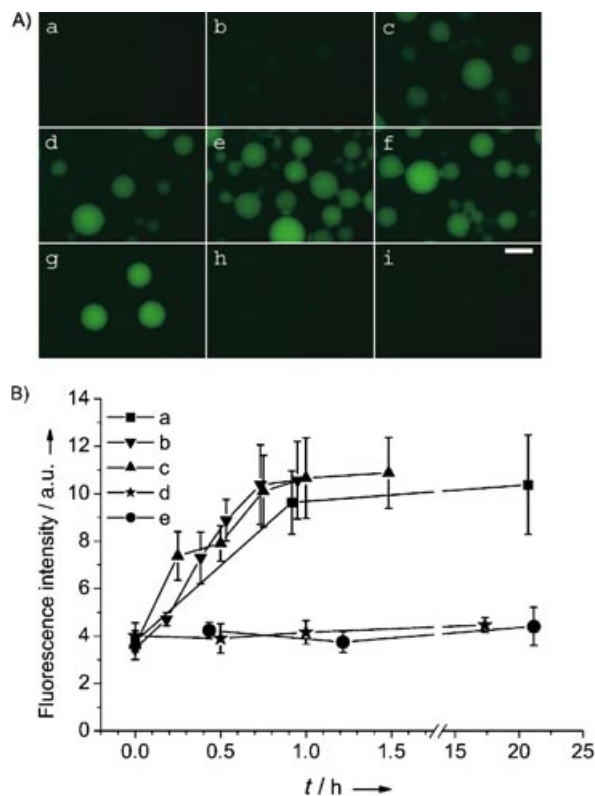 A)
a b c
d e f
g h i
B)
14
12
10
8
6
4
2
0
Fluorescence intensity / a.u. →
a
b
c
d
e
0.0 0.5 1.0 1.5 15 20 25
t / h →